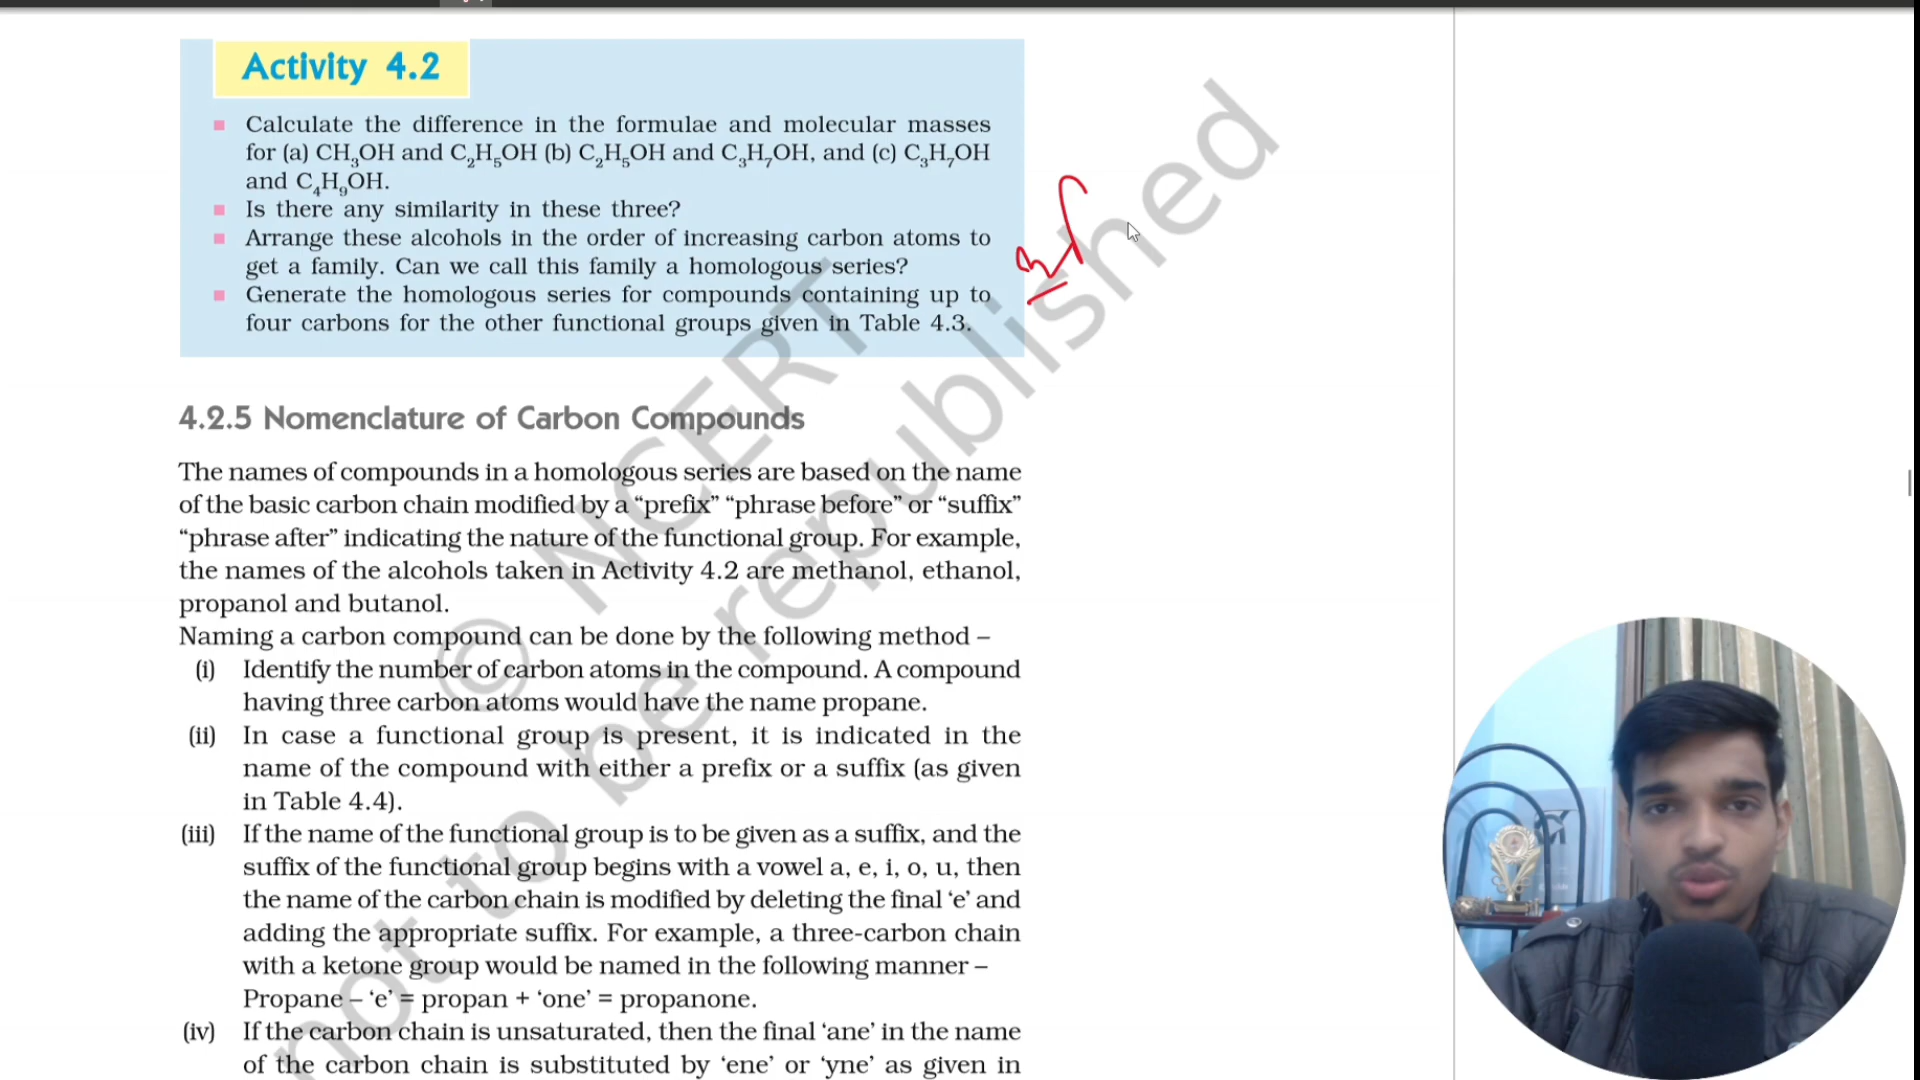 Activity 4.2
Calculate the difference in the formulae and molecular masses
for (a) CH₃OH and C₂H₅OH (b) C₂H₅OH and C₃H₇OH, and (c) C₃H₇OH
and C₄H₉OH.
Is there any similarity in these three?
Arrange these alcohols in the order of increasing carbon atoms to
get a family. Can we call this family a homologous series?
Generate the homologous series for compounds containing up to
four carbons for the other functional groups given in Table 4.3.
4.2.5 Nomenclature of Carbon Compounds
The names of compounds in a homologous series are based on the name
of the basic carbon chain modified by a “prefix” “phrase before” or “suffix”
“phrase after” indicating the nature of the functional group. For example,
the names of the alcohols taken in Activity 4.2 are methanol, ethanol,
propanol and butanol.
Naming a carbon compound can be done by the following method –
(i) Identify the number of carbon atoms in the compound. A compound
having three carbon atoms would have the name propane.
(ii) In case a functional group is present, it is indicated in the
name of the compound with either a prefix or a suffix (as given
in Table 4.4).
(iii) If the name of the functional group is to be given as a suffix, and the
suffix of the functional group begins with a vowel a, e, i, o, u, then
the name of the carbon chain is modified by deleting the final ‘e’ and
adding the appropriate suffix. For example, a three-carbon chain
with a ketone group would be named in the following manner –
Propane – ‘e’ = propan + ‘one’ = propanone.
(iv) If the carbon chain is unsaturated, then the final ‘ane’ in the name
of the carbon chain is substituted by ‘ene’ or ‘yne’ as given in
© NCERT
not to be republished